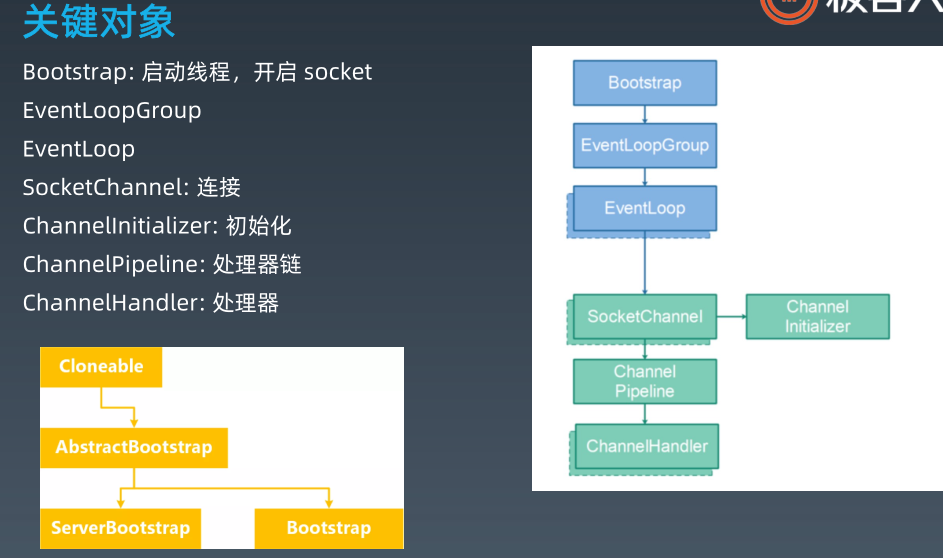 关键对象
Bootstrap: 启动线程，开启 socket
EventLoopGroup
EventLoop
SocketChannel: 连接
ChannelInitializer: 初始化
ChannelPipeline: 处理器链
ChannelHandler: 处理器
Cloneable
AbstractBootstrap
ServerBootstrap
Bootstrap
Bootstrap
EventLoopGroup
EventLoop
SocketChannel
Channel
Initializer
Channel
Pipeline
ChannelHandler